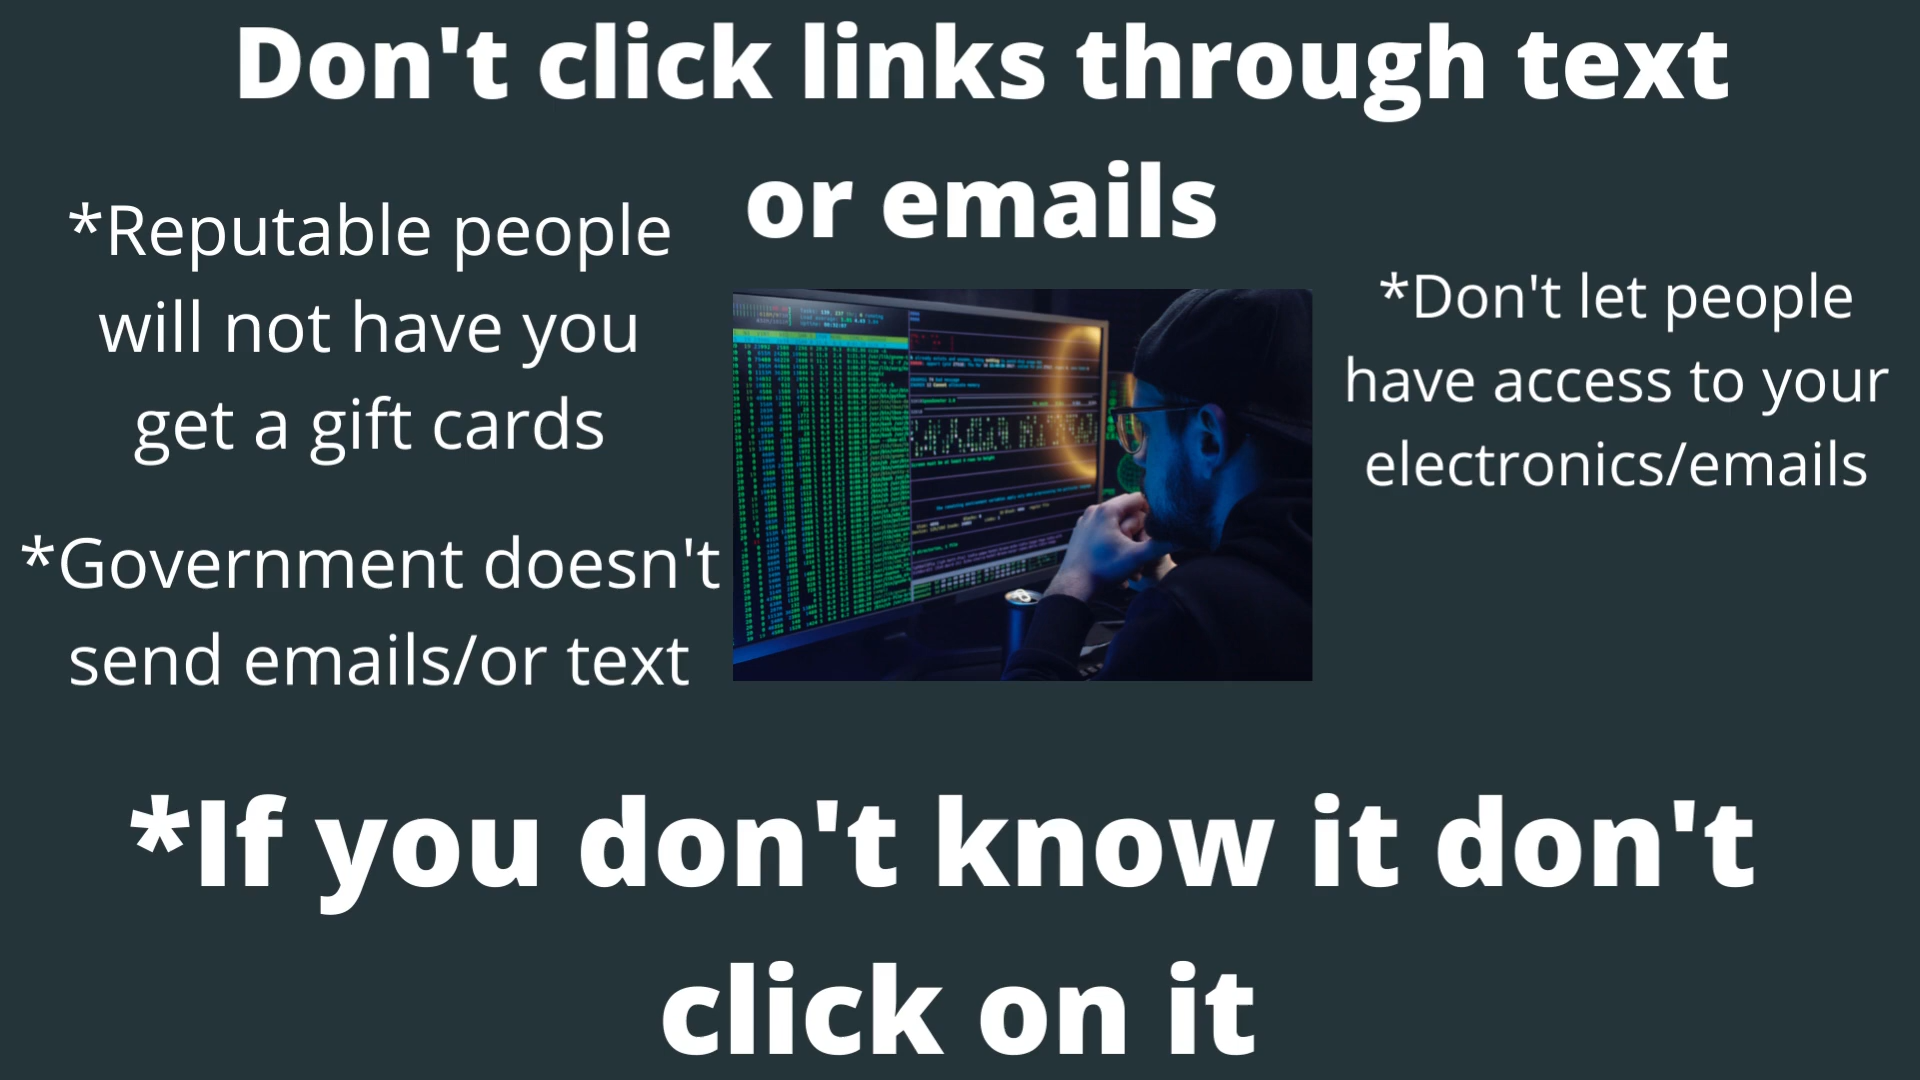 Don't click links through text
or emails
*Reputable people
will not have you
get a gift cards
*Government doesn't
send emails/or text
*Don't let people
have access to your
electronics/emails
*If you don't know it don't
click on it